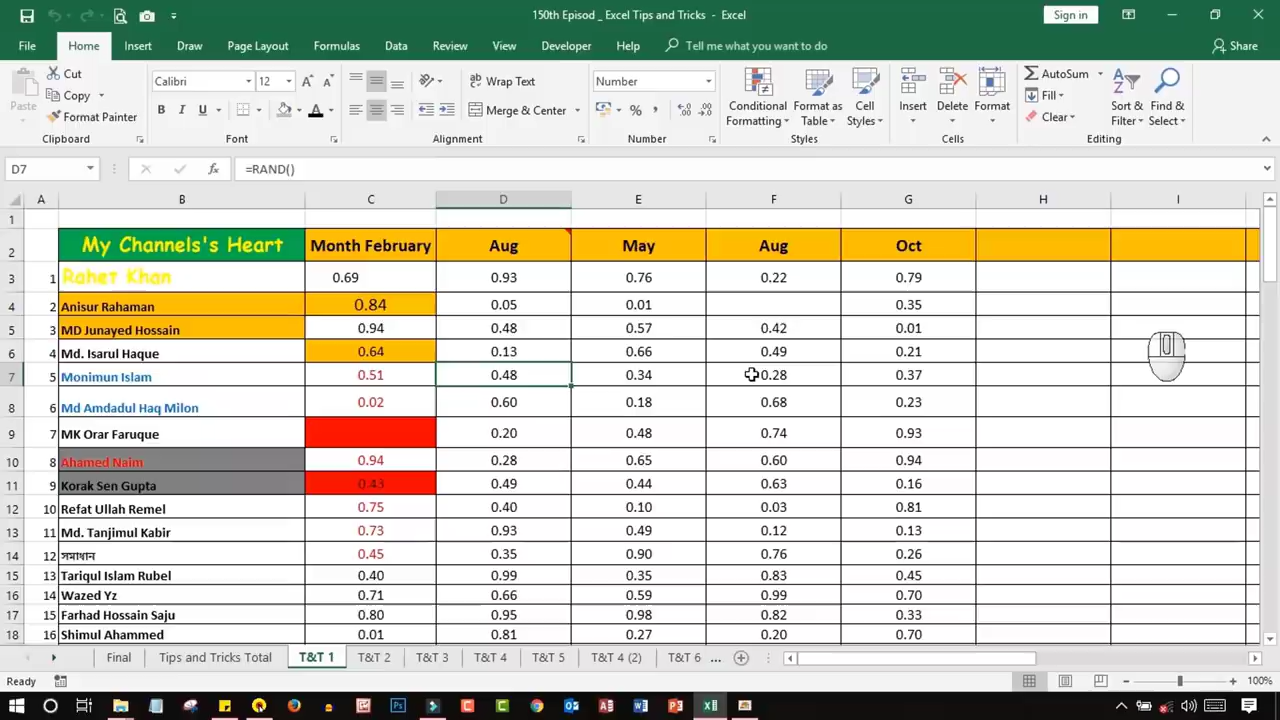 150th Episod _ Excel Tips and Tricks - Excel
Sign in
File Home Insert Draw Page Layout Formulas Data Review View Developer Help Tell me what you want to do Share
Paste Cut Copy Format Painter
Calibri 12
B I U A
Wrap Text
Merge & Center
Number
Conditional Formatting Format as Table Cell Styles
Insert Delete Format
AutoSum
Fill
Clear
Sort & Filter Find & Select
Clipboard Font Alignment Number Styles Cells Editing
D7 fx =RAND()
A B C D E F G H I
1
2 My Channels's Heart Month February Aug May Aug Oct
3 1 Rahet Khan 0.69 0.93 0.76 0.22 0.79
4 2 Anisur Rahaman 0.84 0.05 0.01 0.35
5 3 MD Junayed Hossain 0.94 0.48 0.57 0.42 0.01
6 4 Md. Isarul Haque 0.64 0.13 0.66 0.49 0.21
7 5 Monimun Islam 0.51 0.48 0.34 0.28 0.37
8 6 Md Amdadul Haq Milon 0.02 0.60 0.18 0.68 0.23
9 7 MK Orar Faruque 0.20 0.48 0.74 0.93
10 8 Ahamed Naim 0.94 0.28 0.65 0.60 0.94
11 9 Korak Sen Gupta 0.43 0.49 0.44 0.63 0.16
12 10 Refat Ullah Remel 0.75 0.40 0.10 0.03 0.81
13 11 Md. Tanjimul Kabir 0.73 0.93 0.49 0.12 0.13
14 12 সমাধান 0.45 0.35 0.90 0.76 0.26
15 13 Tariqul Islam Rubel 0.40 0.99 0.35 0.83 0.45
16 14 Wazed Yz 0.71 0.66 0.59 0.99 0.70
17 15 Farhad Hossain Saju 0.80 0.95 0.98 0.82 0.33
18 16 Shimul Ahammed 0.01 0.81 0.27 0.20 0.70
Final Tips and Tricks Total T&T 1 T&T 2 T&T 3 T&T 4 T&T 5 T&T 4 (2) T&T 6 ...
Ready 100%